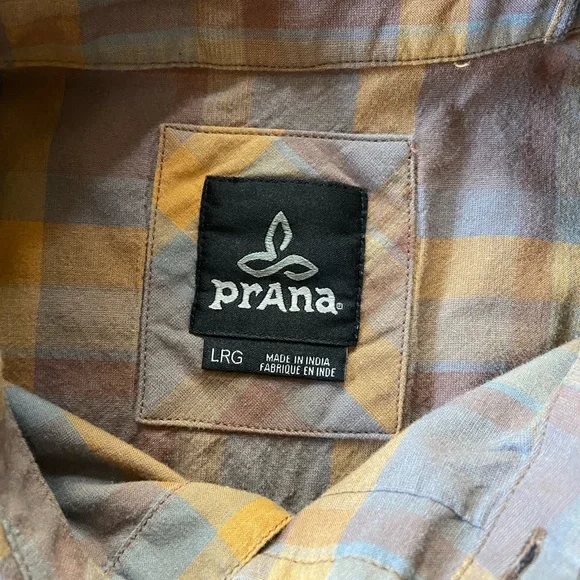 prAna®
LRG
MADE IN INDIA
FABRIQUE EN INDE